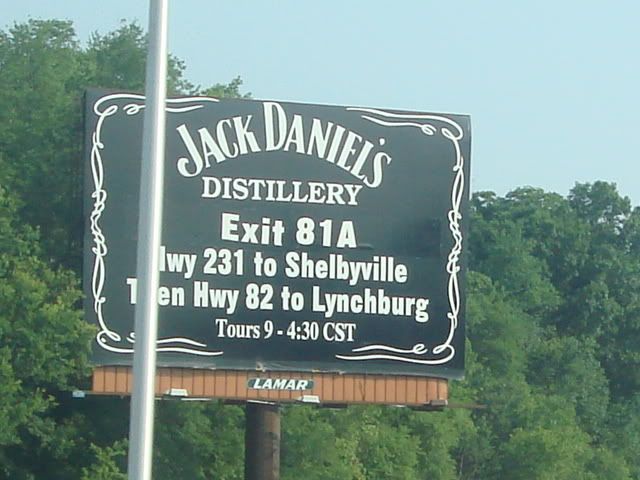 JACK DANIEL'S
DISTILLERY
Exit 81A
Hwy 231 to Shelbyville
Then Hwy 82 to Lynchburg
Tours 9 - 4:30 CST
LAMAR